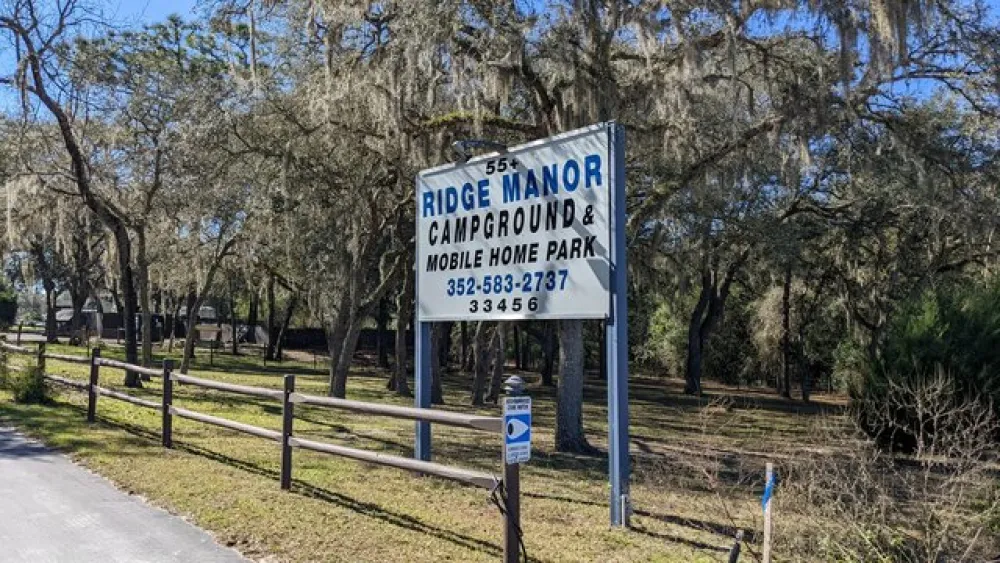 55+
RIDGE MANOR
CAMPGROUND &
MOBILE HOME PARK
352-583-2737
33456